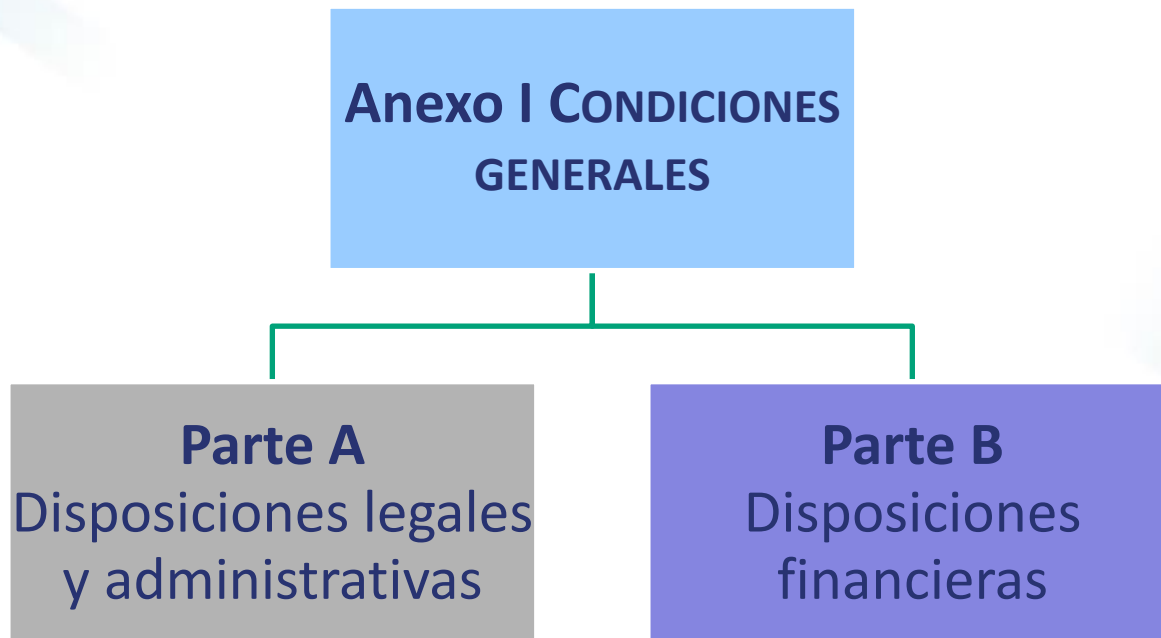 Anexo I CONDICIONES
GENERALES
Parte A
Disposiciones legales
y administrativas
Parte B
Disposiciones
financieras